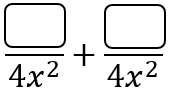 □/4x² + □/4x²